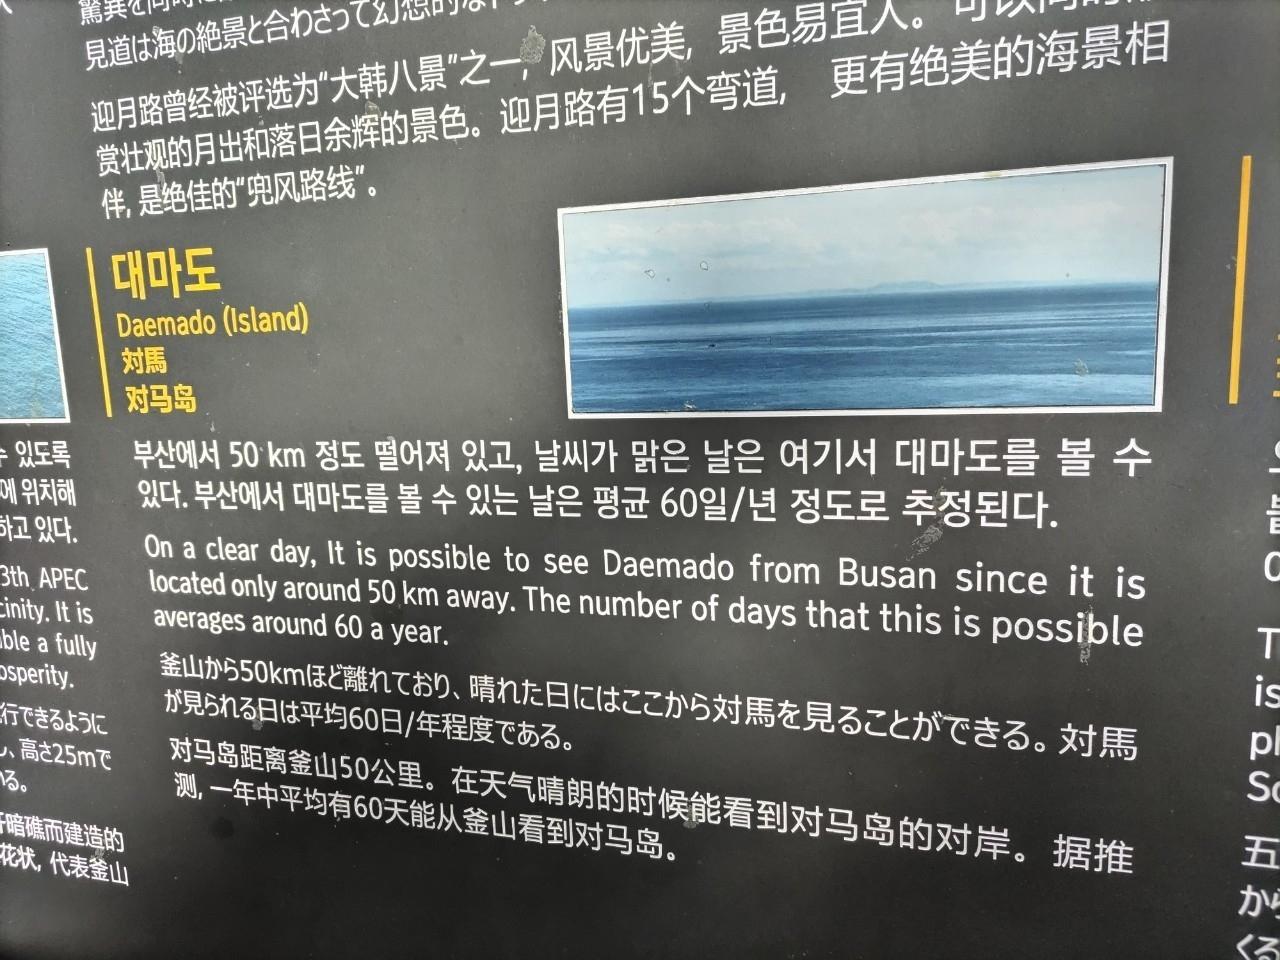 見道は海の絶景と合わさって幻想的な
迎月路曾经被评选为“大韩八景”之一, 风景优美, 景色易宜人。可以同时
赏壮观的月出和落日余辉的景色。迎月路有15个弯道, 更有绝美的海景相
伴, 是绝佳的“兜风路线”。
대마도
Daemado (Island)
対馬
对马岛
부산에서 50 km 정도 떨어져 있고, 날씨가 맑은 날은 여기서 대마도를 볼 수
있다. 부산에서 대마도를 볼 수 있는 날은 평균 60일/년 정도로 추정된다.
On a clear day, It is possible to see Daemado from Busan since it is
located only around 50 km away. The number of days that this is possible
averages around 60 a year.
釜山から50kmほど離れており、晴れた日にはここから対馬を見ることができる。対馬
が見られる日は平均60日/年程度である。
对马岛距离釜山50公里。在天气晴朗的时候能看到对马岛的对岸。据推
测, 一年中平均有60天能从釜山看到对马岛。
있도록
에 위치해
하고 있다.
3th APEC
cinity. It is
ble a fully
osperity.
行できるように
し、高さ25mで
いる。
暗礁而建造的
花状, 代表釜山
is
五
から
くる